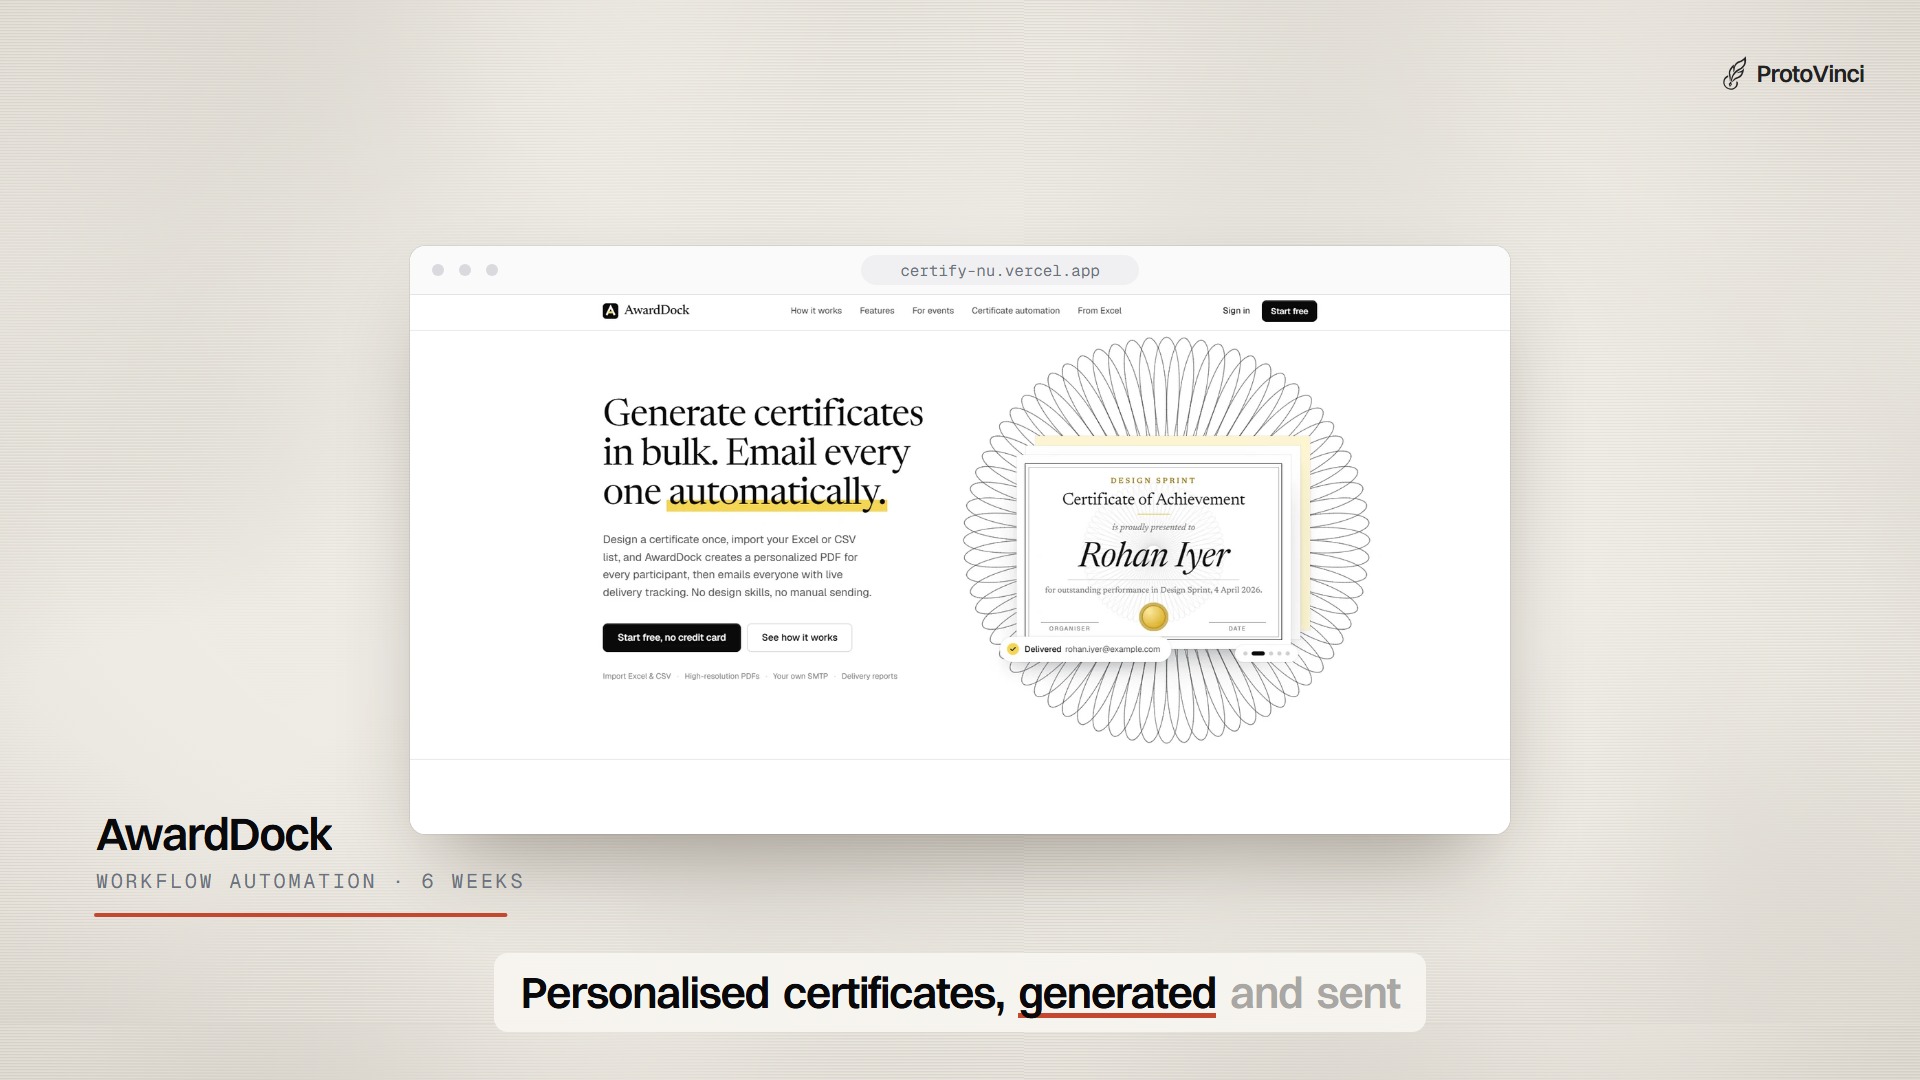 ProtoVinci
certify-nu.vercel.app
AwardDock
How it works
Features
For events
Certificate automation
From Excel
Sign in
Start free
Generate certificates
in bulk. Email every
one automatically.
Design a certificate once, import your Excel or CSV
list, and AwardDock creates a personalized PDF for
every participant, then emails everyone with live
delivery tracking. No design skills, no manual sending.
Start free, no credit card
See how it works
Import Excel & CSV · High-resolution PDFs · Your own SMTP · Delivery reports
DESIGN SPRINT
Certificate of Achievement
is proudly presented to
Rohan Iyer
for outstanding performance in Design Sprint, 4 April 2026.
ORGANISER
DATE
Delivered rohan.iyer@example.com
AwardDock
WORKFLOW AUTOMATION · 6 WEEKS
Personalised certificates, generated and sent